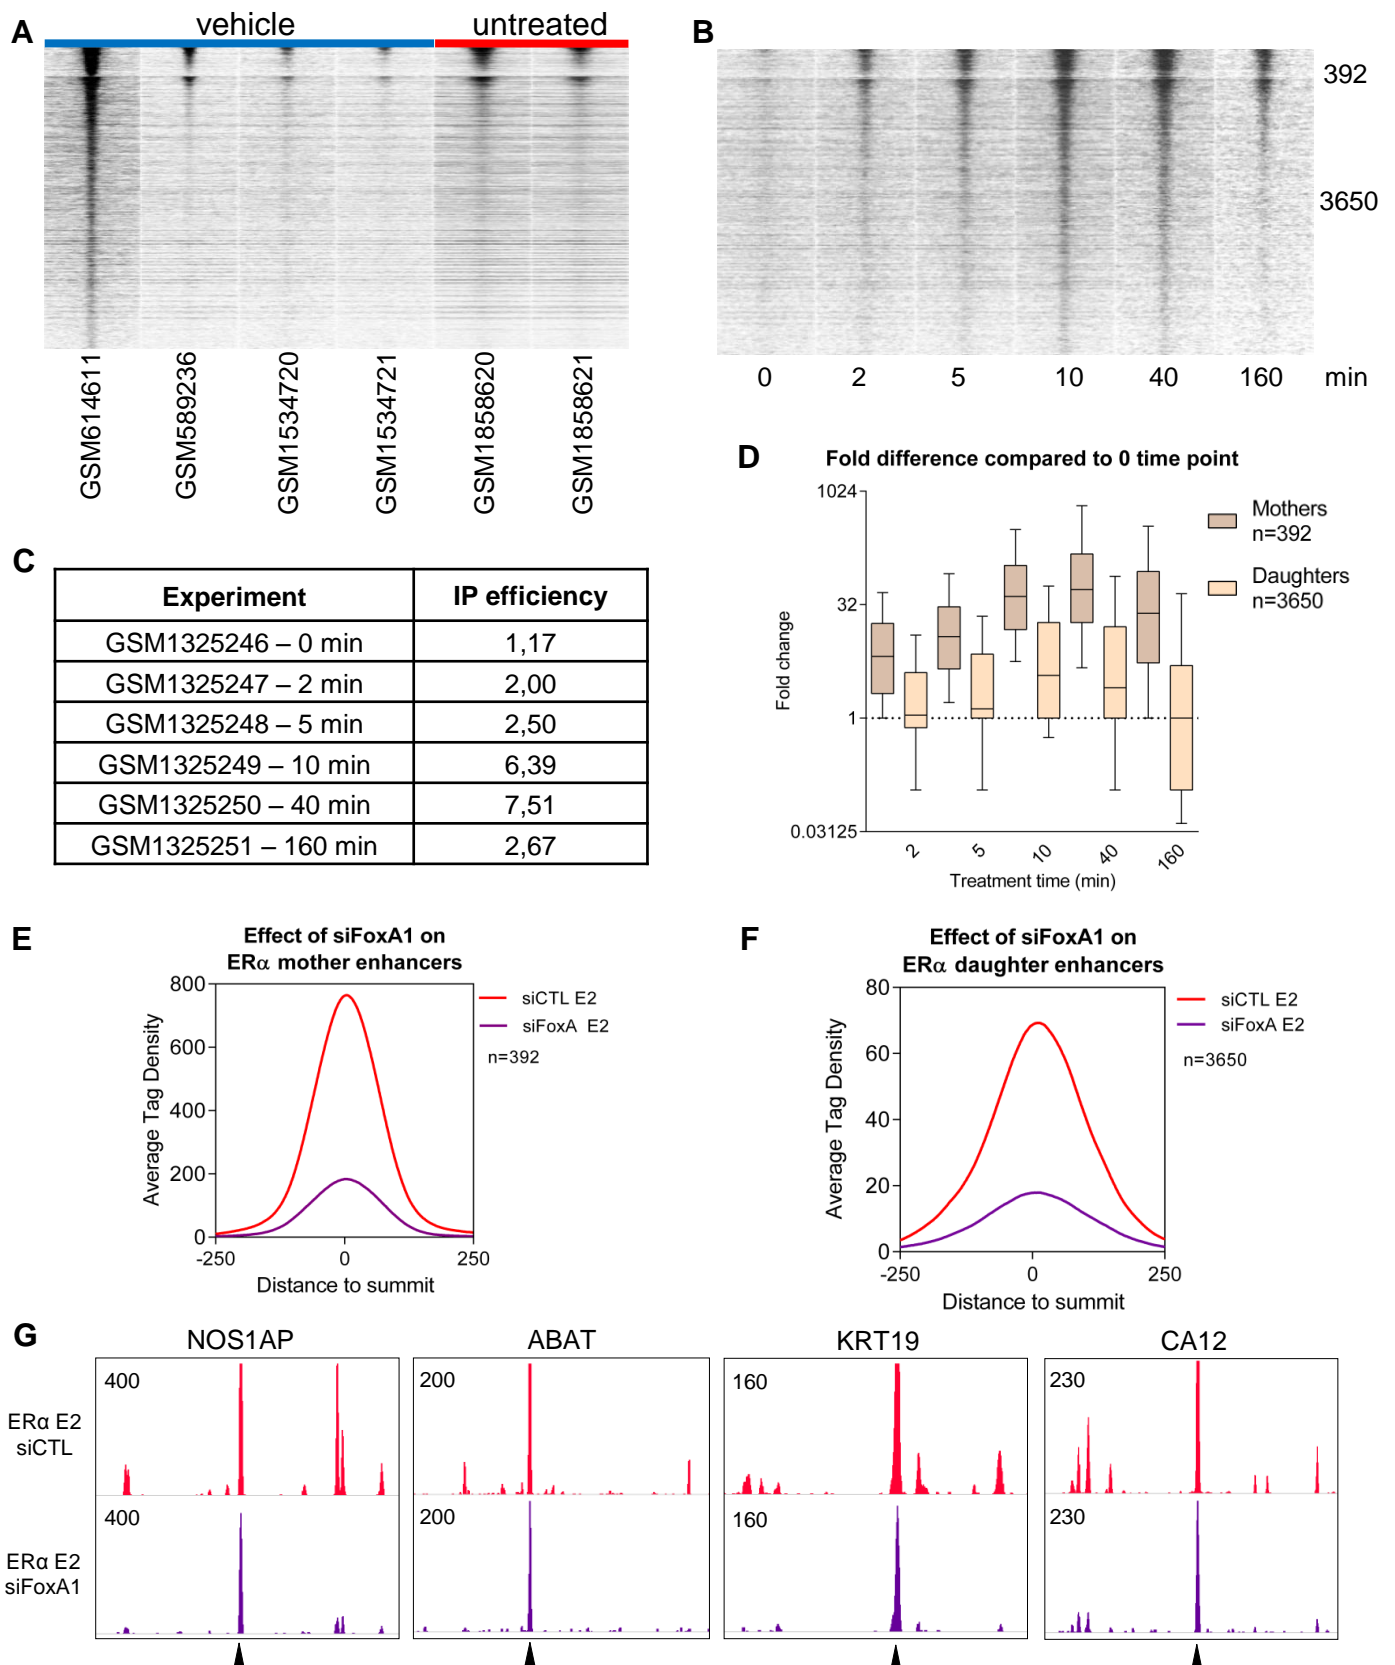 A
vehicle
untreated
GSM614611
GSM589236
GSM1534720
GSM1534721
GSM1858620
GSM1858621
B
392
3650
0 2 5 10 40 160 min
C
Experiment IP efficiency
GSM1325246 – 0 min 1,17
GSM1325247 – 2 min 2,00
GSM1325248 – 5 min 2,50
GSM1325249 – 10 min 6,39
GSM1325250 – 40 min 7,51
GSM1325251 – 160 min 2,67
D
Fold difference compared to 0 time point
Fold change
1024
32
1
0.03125
2 5 10 40 160
Treatment time (min)
Mothers
n=392
Daughters
n=3650
E
Effect of siFoxA1 on
ERα mother enhancers
Average Tag Density
800
600
400
200
0
-250 0 250
Distance to summit
siCTL E2
siFoxA E2
n=392
F
Effect of siFoxA1 on
ERα daughter enhancers
Average Tag Density
80
60
40
20
0
-250 0 250
Distance to summit
siCTL E2
siFoxA E2
n=3650
G
NOS1AP ABAT KRT19 CA12
ERα E2
siCTL
400 200 160 230
ERα E2
siFoxA1
400 200 160 230